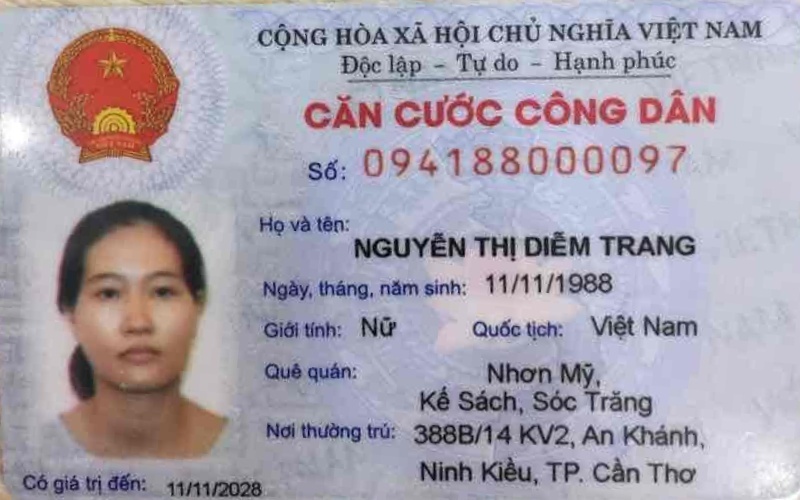 CỘNG HÒA XÃ HỘI CHỦ NGHĨA VIỆT NAM
Độc lập - Tự do - Hạnh phúc
CĂN CƯỚC CÔNG DÂN
Số: 094188000097
Họ và tên:
NGUYỄN THỊ DIỄM TRANG
Ngày, tháng, năm sinh: 11/11/1988
Giới tính: Nữ Quốc tịch: Việt Nam
Quê quán: Nhơn Mỹ,
Kế Sách, Sóc Trăng
Nơi thường trú: 388B/14 KV2, An Khánh,
Ninh Kiều, TP. Cần Thơ
Có giá trị đến: 11/11/2028